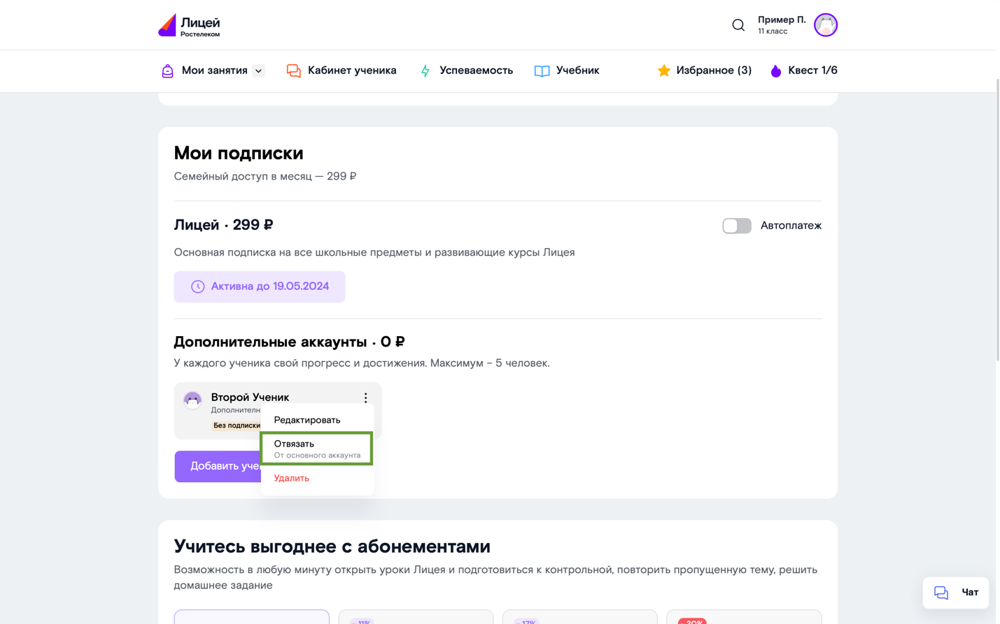 Лицей
Ростелеком
Пример П.
11 класс
Мои занятия
Кабинет ученика
Успеваемость
Учебник
Избранное (3)
Квест 1/6
Мои подписки
Семейный доступ в месяц — 299 ₽
Лицей · 299 ₽
Автоплатеж
Основная подписка на все школьные предметы и развивающие курсы Лицея
Активна до 19.05.2024
Дополнительные аккаунты · 0 ₽
У каждого ученика свой прогресс и достижения. Максимум – 5 человек.
Второй Ученик
Без подписки
Редактировать
Отвязать
От основного аккаунта
Добавить
Удалить
Учитесь выгоднее с абонементами
Возможность в любую минуту открыть уроки Лицея и подготовиться к контрольной, повторить пропущенную тему, решить
домашнее задание
Чат
- 11%
- 17%
- 30%